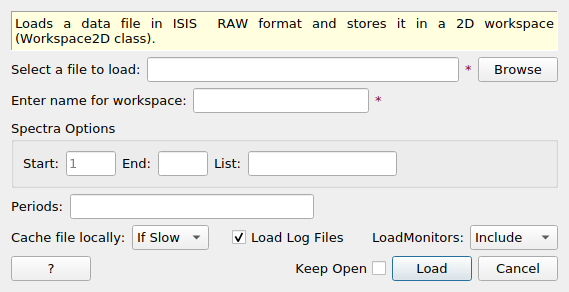 Loads a data file in ISIS RAW format and stores it in a 2D workspace
(Workspace2D class).
Select a file to load: * Browse
Enter name for workspace: *
Spectra Options
Start: 1 End: List:
Periods:
Cache file locally: If Slow Load Log Files LoadMonitors: Include
? Keep Open Load Cancel